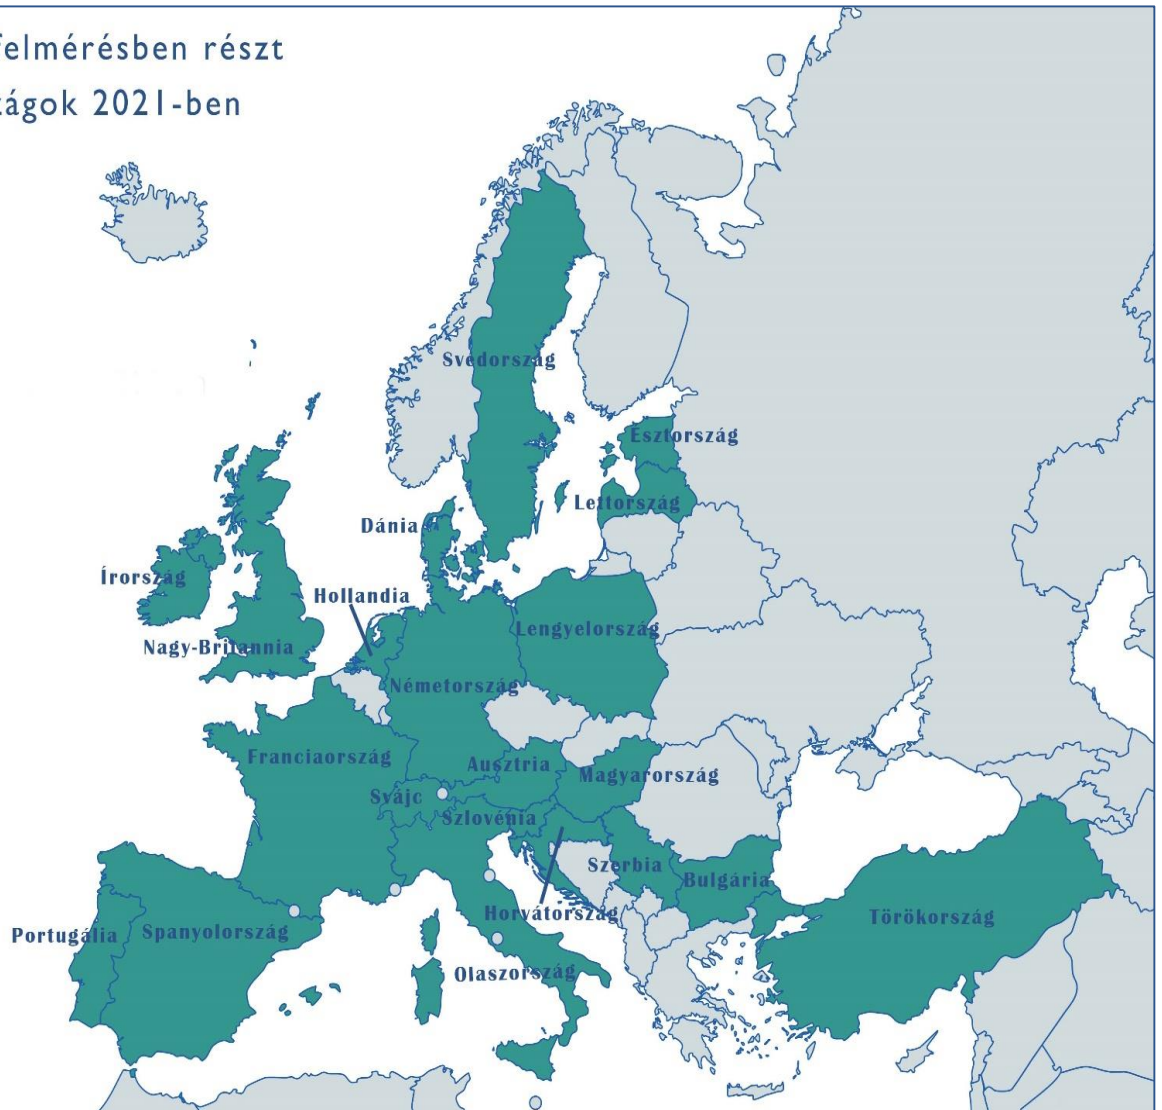 felmérésben részt
ágok 2021-ben
Svédország
Esztország
Lettország
Dánia
Írország
Hollandia
Lengyelország
Nagy-Britannia
Németország
Franciaország
Ausztria
Magyarország
Svájc
Szlovénia
Szerbia
Bulgária
Horvátország
Törökország
Portugália
Spanyolország
Olaszország